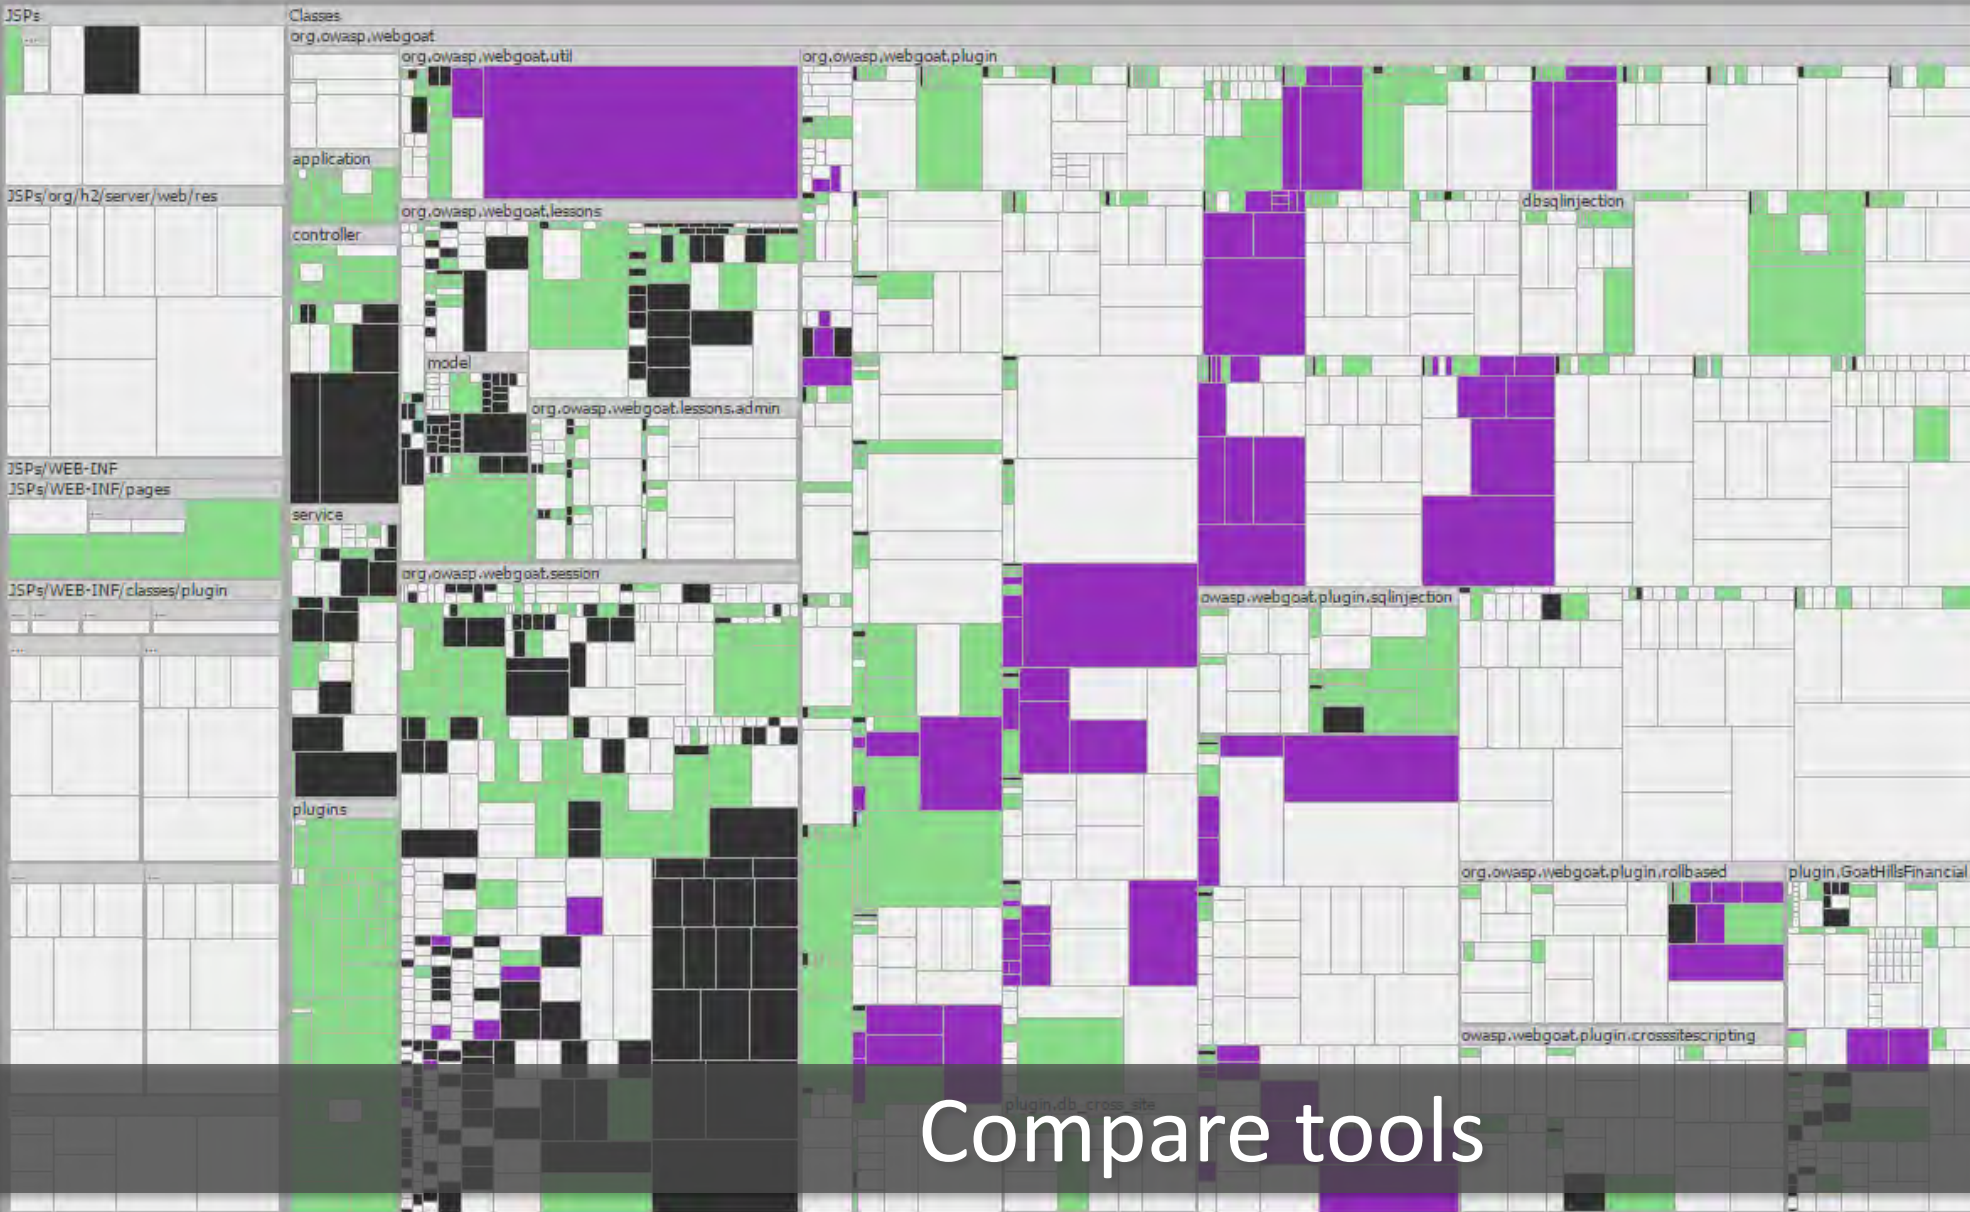 JSPs
Classes
org.owasp.webgoat
org.owasp.webgoat.util
org.owasp.webgoat.plugin
application
JSPs/org/h2/server/web/res
dbsqlinjection
org.owasp.webgoat.lessons
controller
model
org.owasp.webgoat.lessons.admin
JSPs/WEB-INF
JSPs/WEB-INF/pages
...
service
org.owasp.webgoat.session
JSPs/WEB-INF/classes/plugin
owasp.webgoat.plugin.sqlinjection
... ... ... ...
... ...
plugins
org.owasp.webgoat.plugin.rollbased
plugin.GoatHillsFinancial
... ...
owasp.webgoat.plugin.crosssitescripting
plugin.db_cross_site
Compare tools